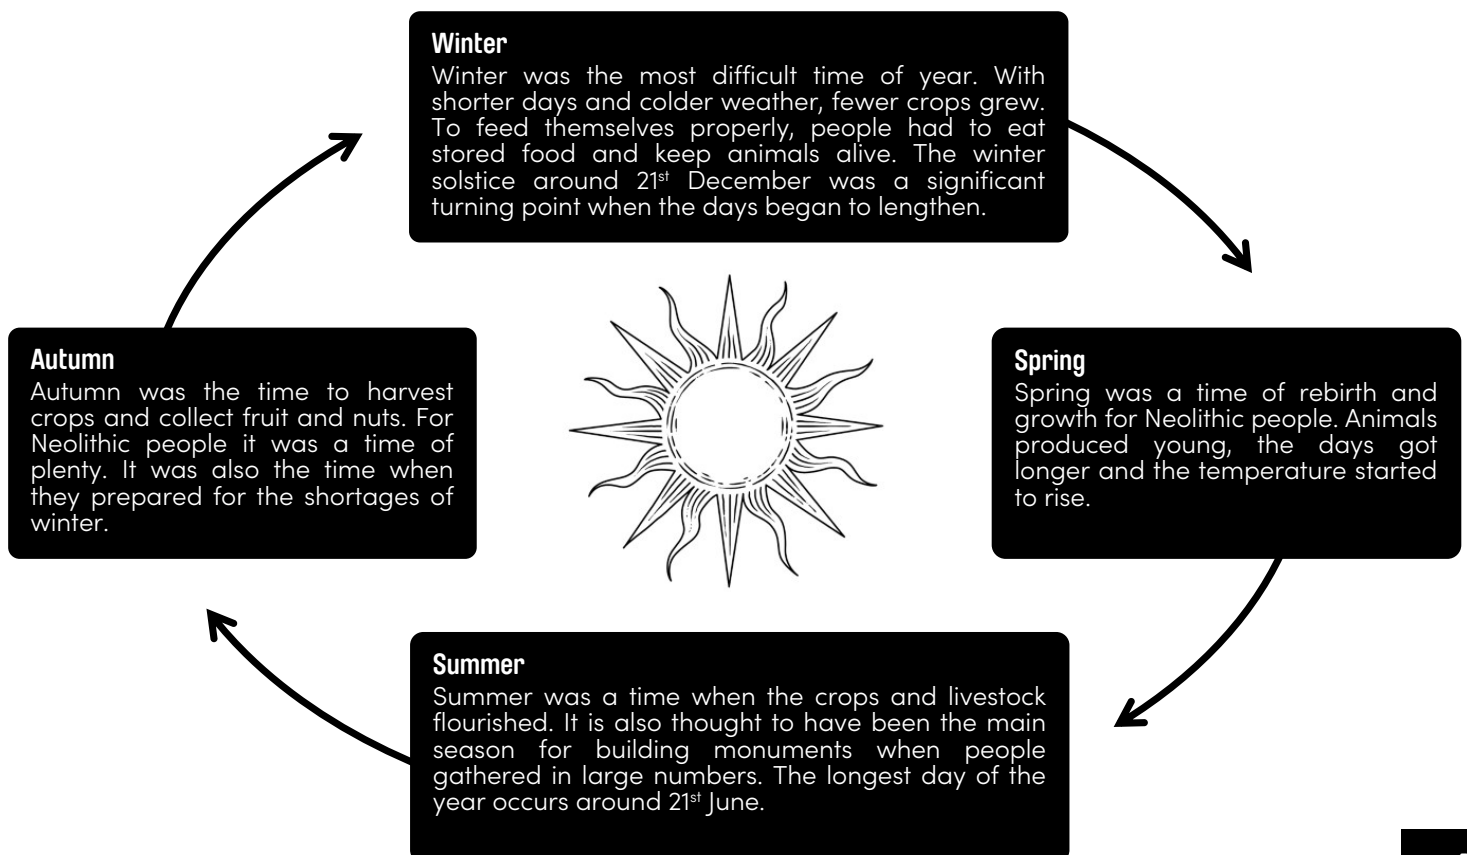 Winter
Winter was the most difficult time of year. With
shorter days and colder weather, fewer crops grew.
To feed themselves properly, people had to eat
stored food and keep animals alive. The winter
solstice around 21st December was a significant
turning point when the days began to lengthen.
Autumn
Autumn was the time to harvest
crops and collect fruit and nuts. For
Neolithic people it was a time of
plenty. It was also the time when
they prepared for the shortages of
winter.
Spring
Spring was a time of rebirth and
growth for Neolithic people. Animals
produced young, the days got
longer and the temperature started
to rise.
Summer
Summer was a time when the crops and livestock
flourished. It is also thought to have been the main
season for building monuments when people
gathered in large numbers. The longest day of the
year occurs around 21st June.